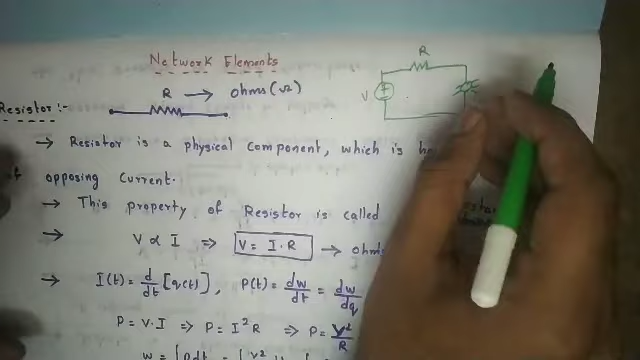 Network Elements
R
V
Resistor:-
R → ohms (Ω)
→ Resistor is a physical component, which is
opposing current.
→ This property of Resistor is called
→ V ∝ I ⇒ V = I·R → ohms
→ I(t) = d/dt [q(t)], P(t) = dw/dt = dw/dq
P = V·I ⇒ P = I²R ⇒ P = V²/R